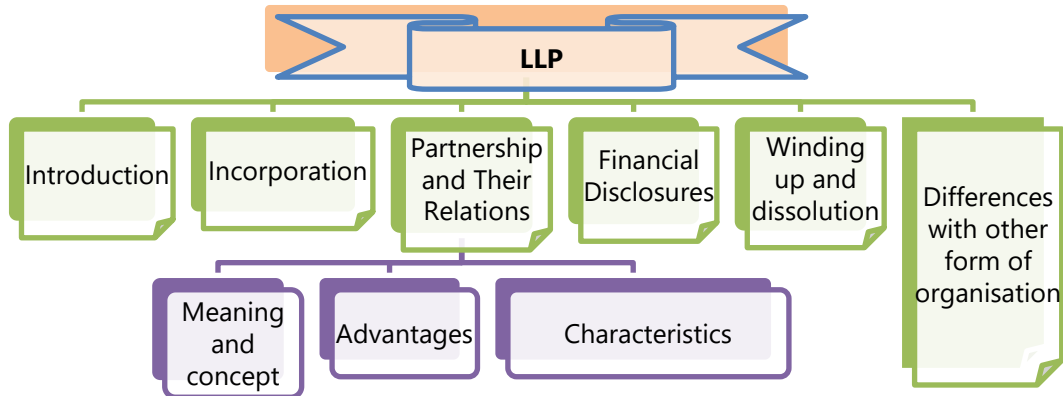 LLP
Introduction
Incorporation
Partnership
and Their
Relations
Financial
Disclosures
Winding
up and
dissolution
Differences
with other
form of
organisation
Meaning
and
concept
Advantages
Characteristics